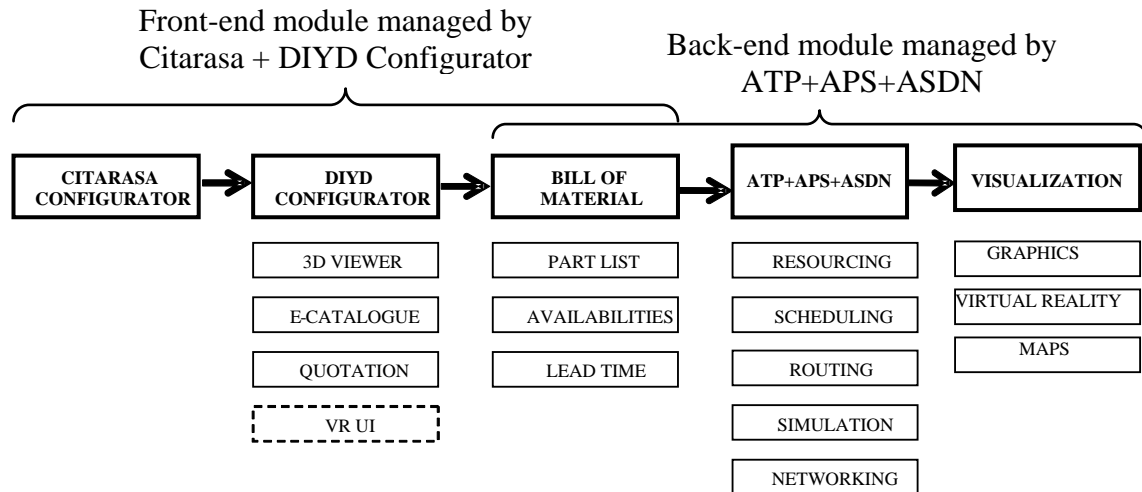 Front-end module managed by
Citarasa + DIYD Configurator
Back-end module managed by
ATP+APS+ASDN
CITARASA
CONFIGURATOR
DIYD
CONFIGURATOR
BILL OF
MATERIAL
ATP+APS+ASDN
VISUALIZATION
3D VIEWER
E-CATALOGUE
QUOTATION
VR UI
PART LIST
AVAILABILITIES
LEAD TIME
RESOURCING
SCHEDULING
ROUTING
SIMULATION
NETWORKING
GRAPHICS
VIRTUAL REALITY
MAPS